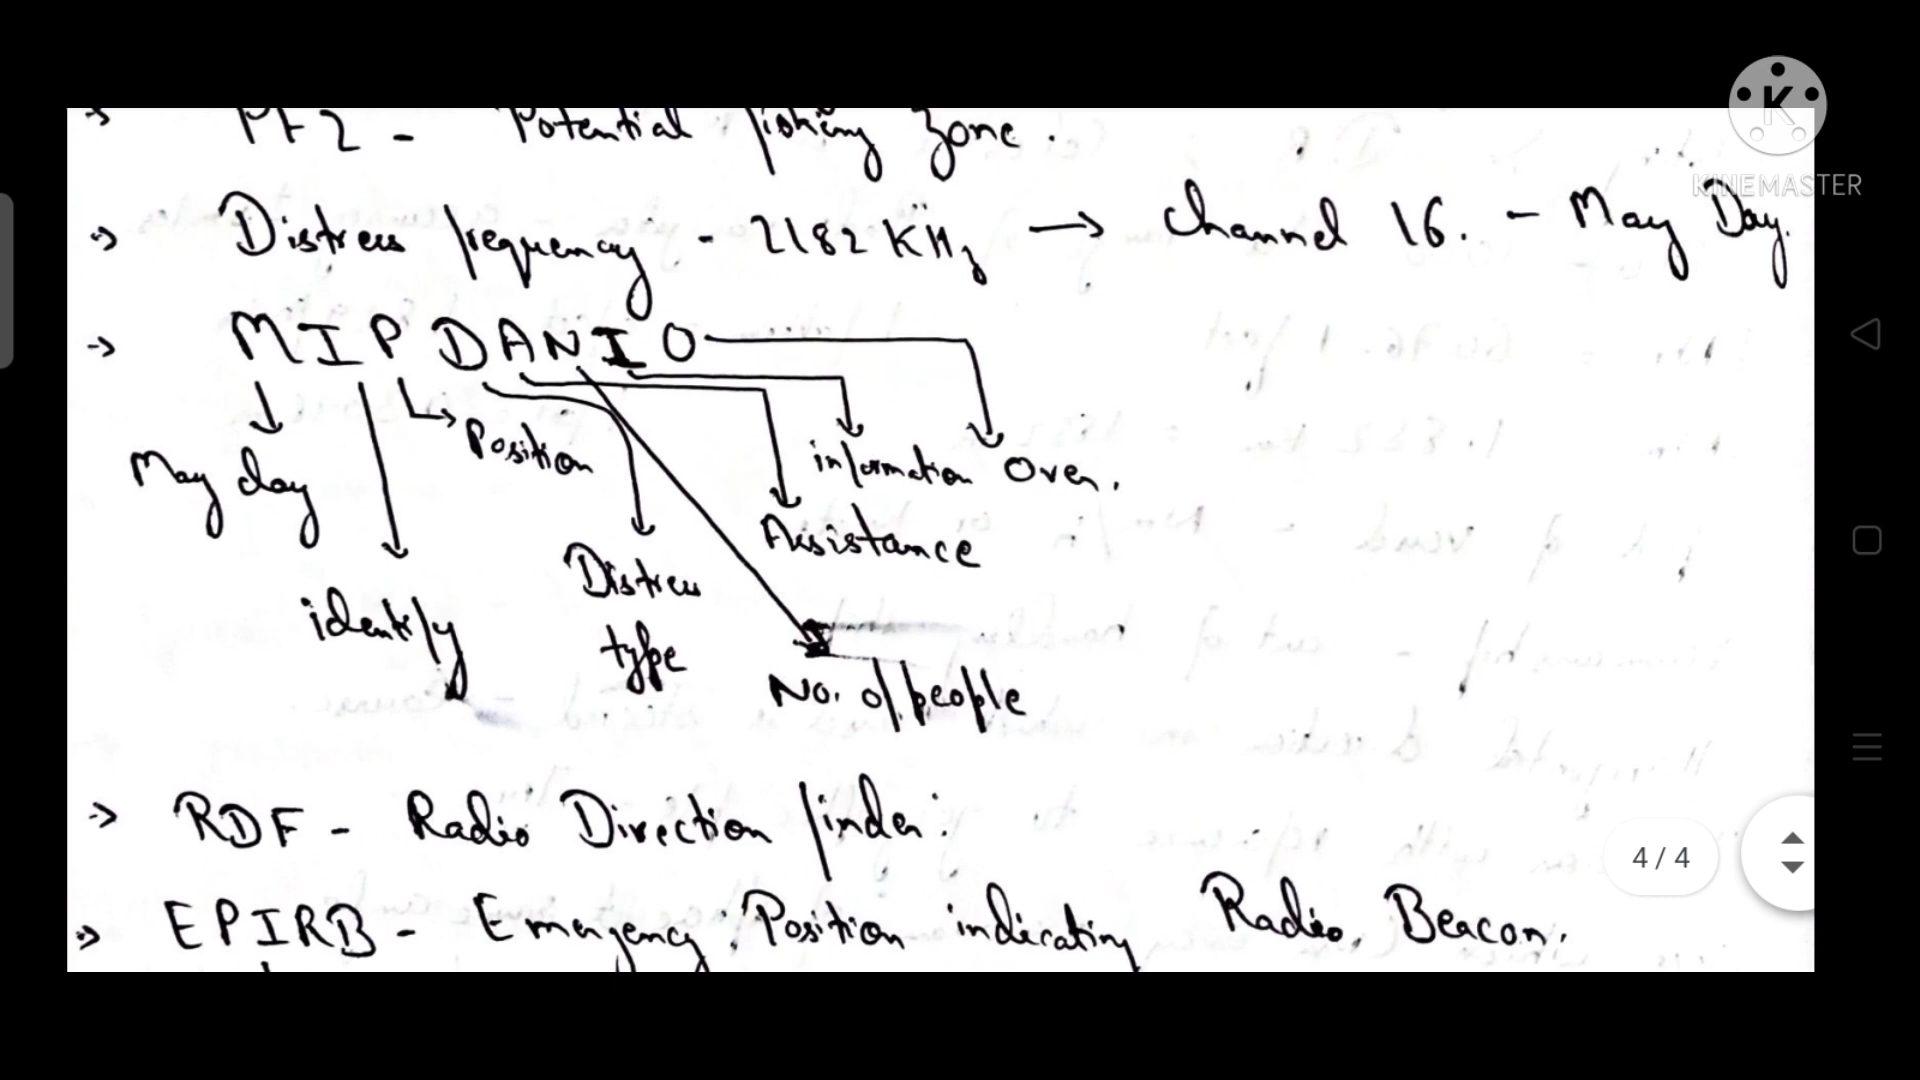 PFZ - Potential fishing Zone.
Distress frequency - 2182 KHz → Channel 16. - May Day.
MIPDANIO
Position
May day
information Over.
Assistance
identify
Distress
type
No. of people
RDF - Radio Direction finder.
EPIRB - Emergency Position indicating Radio Beacon.
K
KINEMASTER
4 / 4